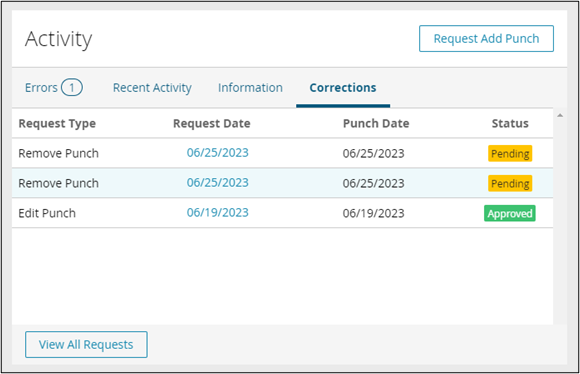 Activity
Request Add Punch
Errors 1 Recent Activity Information Corrections
Request Type Request Date Punch Date Status
Remove Punch 06/25/2023 06/25/2023 Pending
Remove Punch 06/25/2023 06/25/2023 Pending
Edit Punch 06/19/2023 06/19/2023 Approved
View All Requests